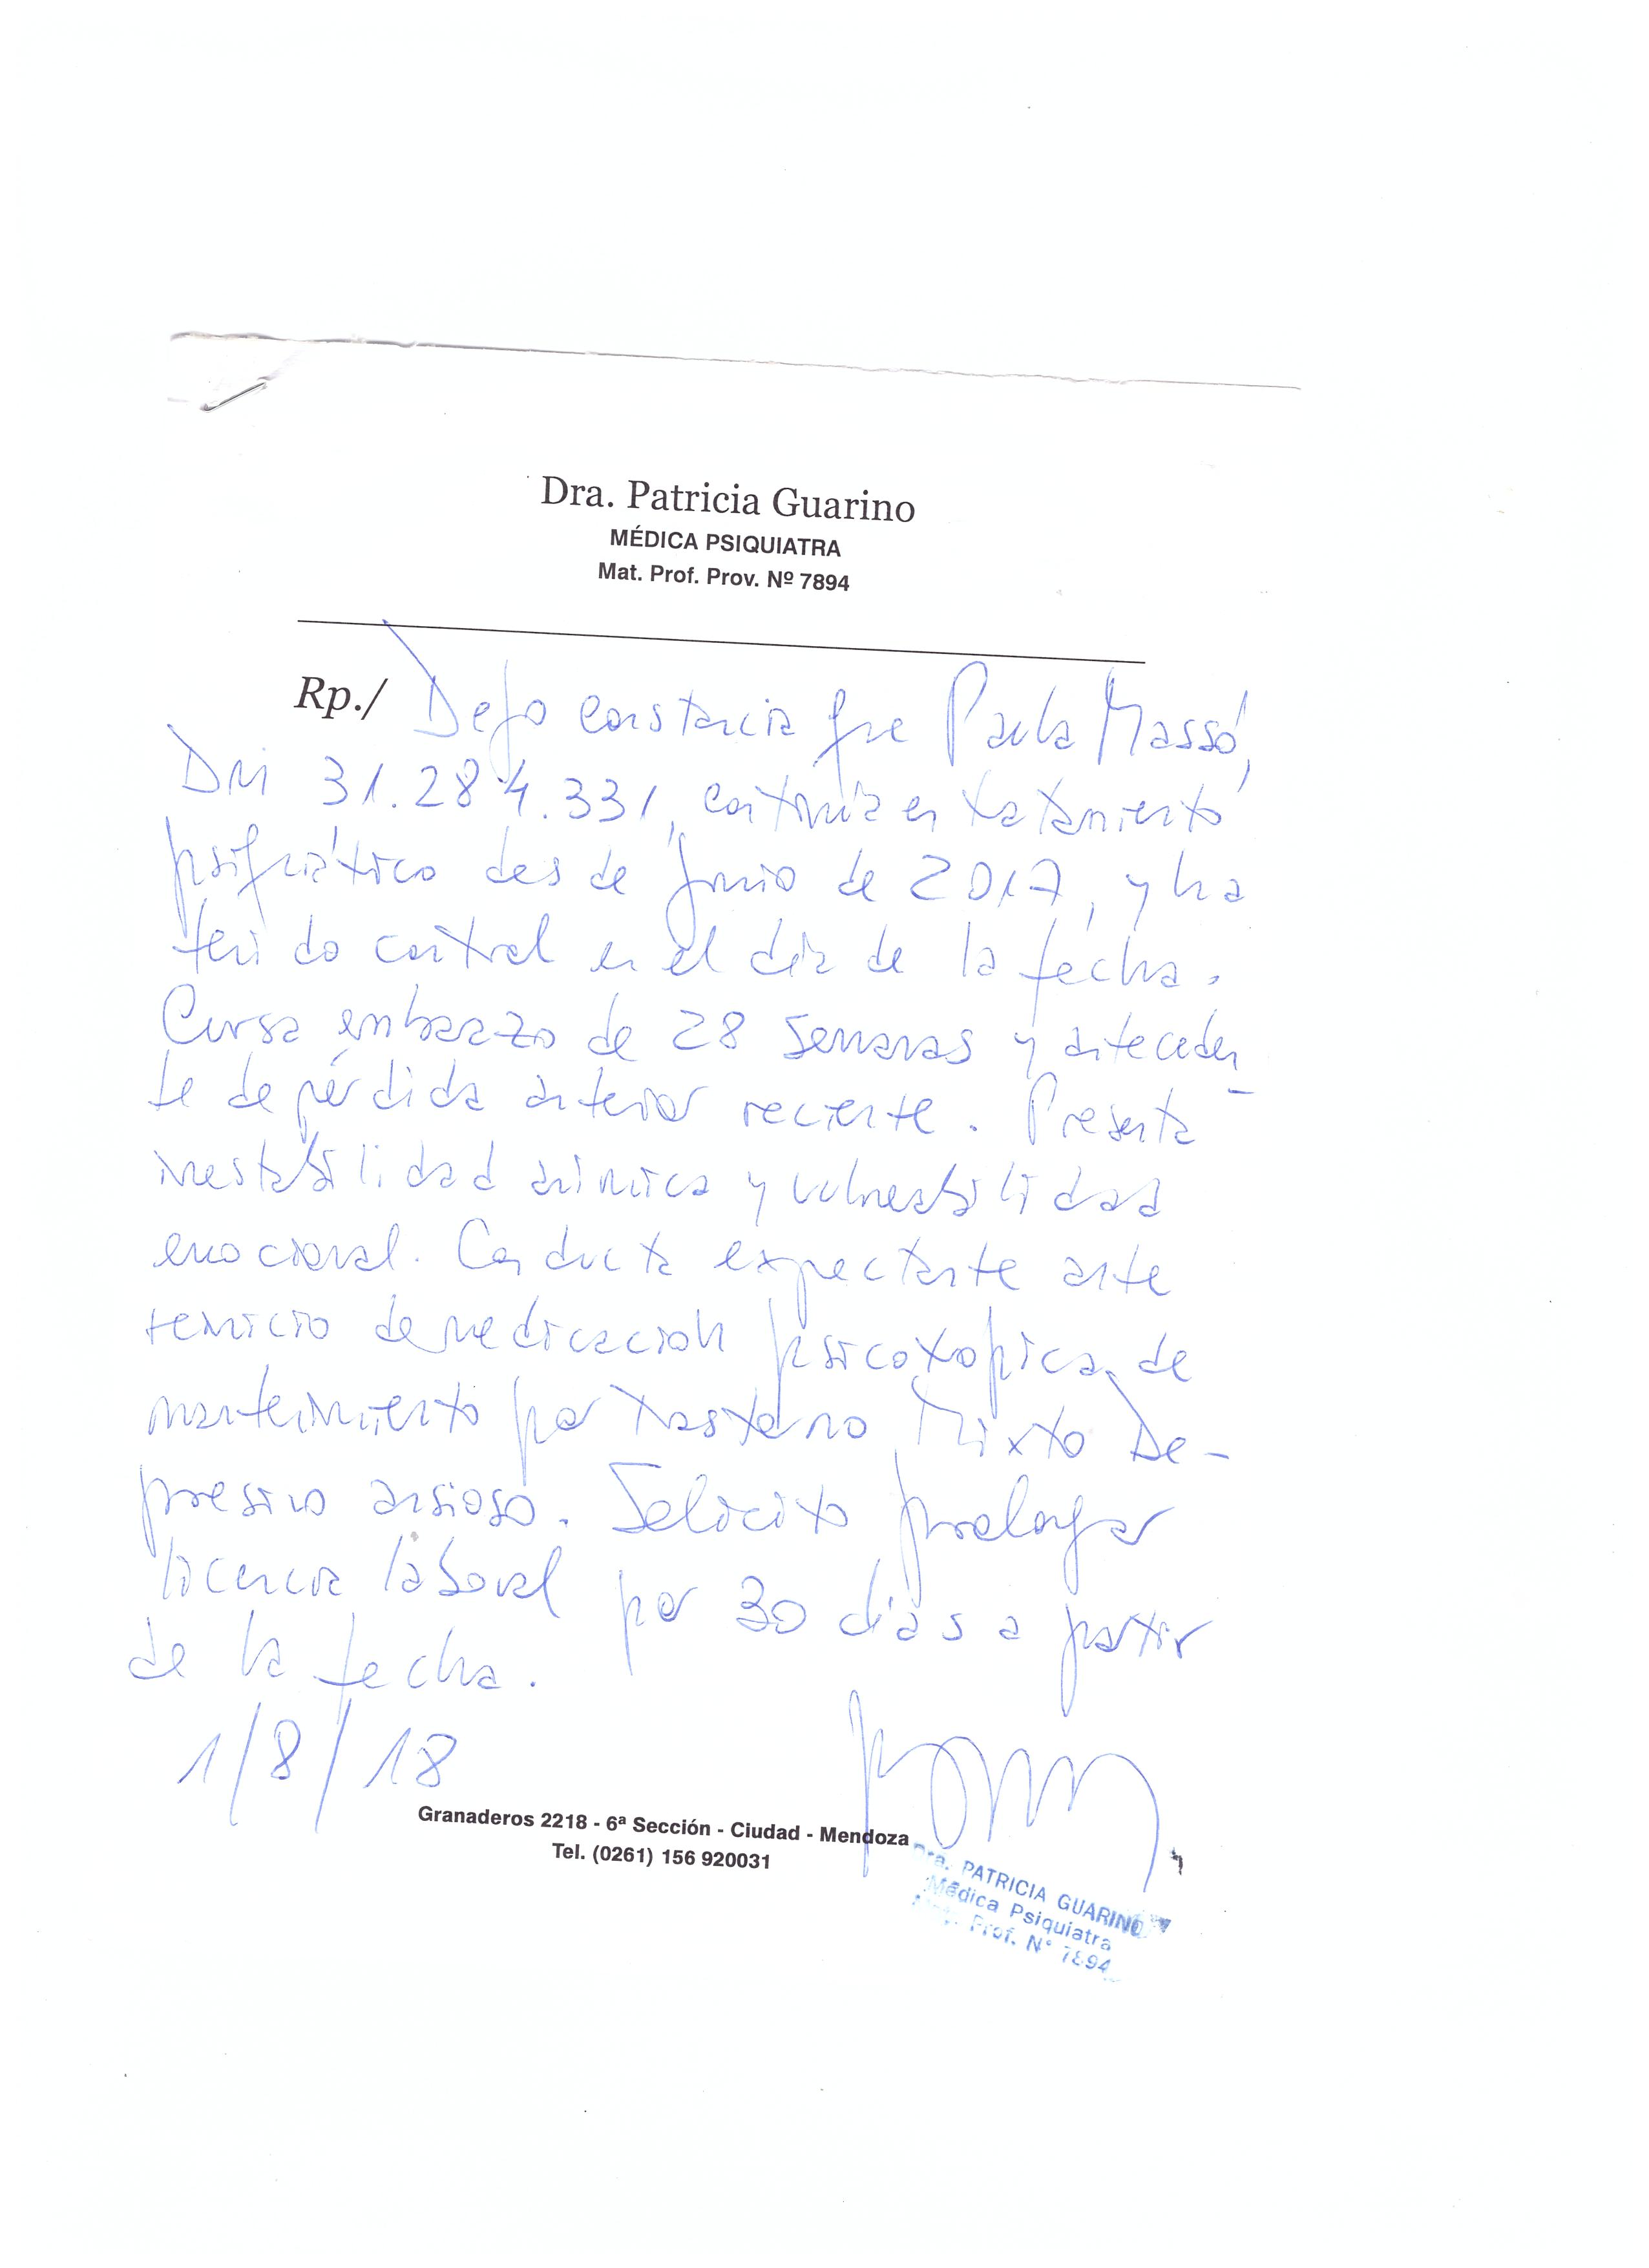 Dra. Patricia Guarino
MÉDICA PSIQUIATRA
Mat. Prof. Prov. Nº 7894
Rp./ Dejo constancia que Paula Massó,
DNI 31.284.331, continúa en tratamiento
psiquiátrico desde Junio de 2017, y ha
tenido control en el día de la fecha.
Cursa embarazo de 28 semanas y anteceden
te de pérdida anterior reciente. Presenta
inestabilidad anímica y vulnerabilidad
emocional. Conducta expectante ante
reinicio de medicación psicotrópica de
mantenimiento por Trastorno Mixto De-
presivo ansioso. Solicito prolongar
licencia laboral por 30 días a partir
de la fecha.
1/8/18
Granaderos 2218 - 6ª Sección - Ciudad - Mendoza
Tel. (0261) 156 920031
Dra. PATRICIA GUARINO
Médica Psiquiatra
Mat. Prof. N° 7894